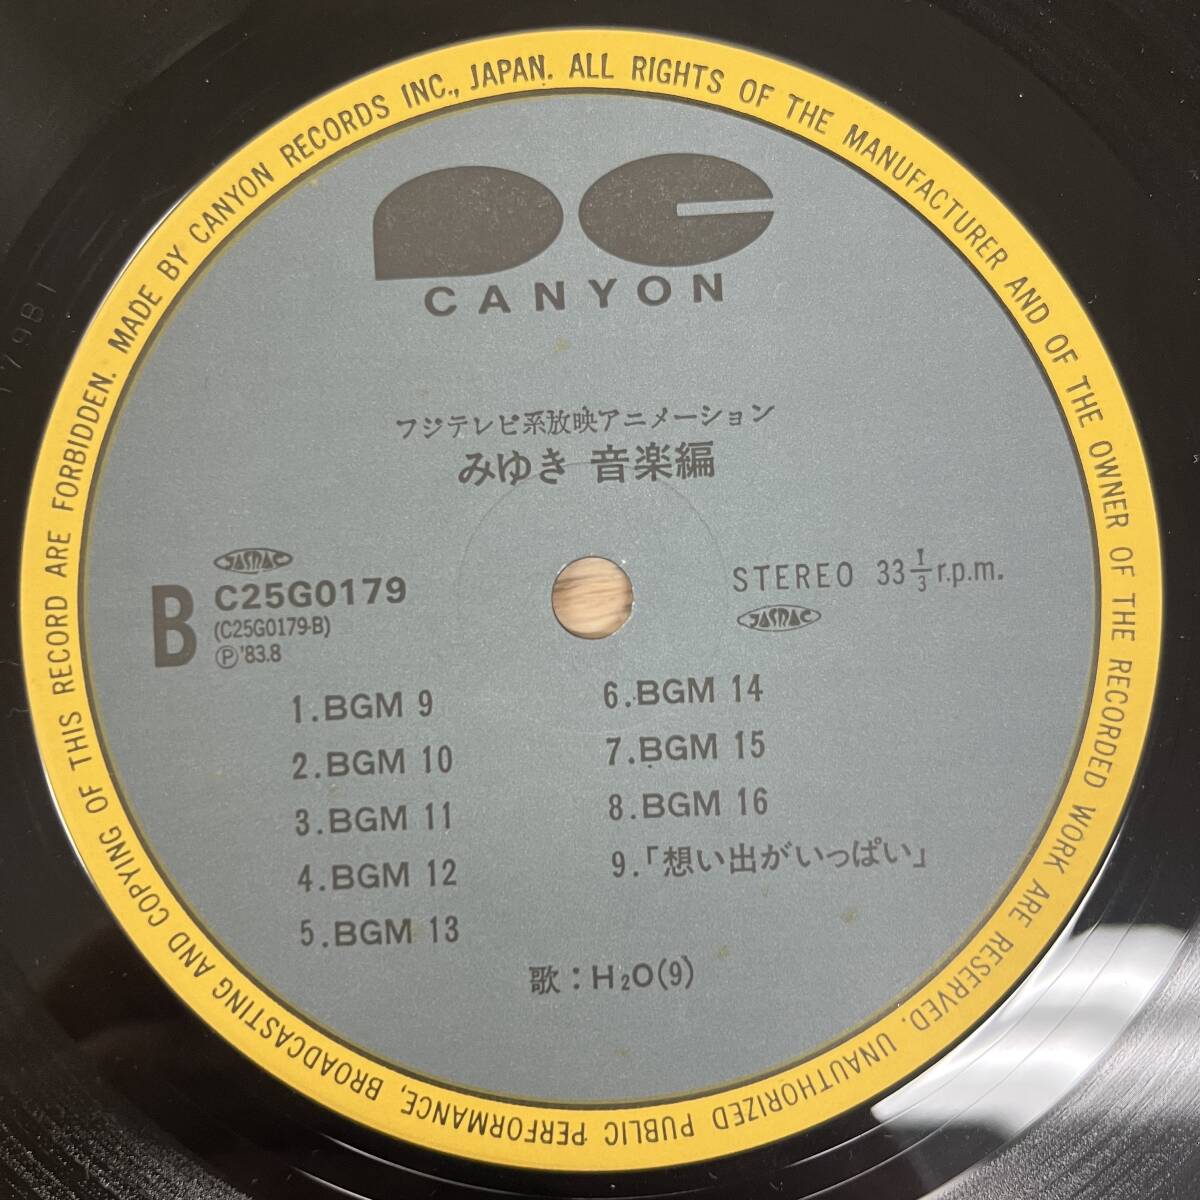 MADE BY CANYON RECORDS INC., JAPAN. ALL RIGHTS OF THE MANUFACTURER AND OF THE OWNER OF THE RECORDED WORK ARE RESERVED. UNAUTHORIZED PUBLIC PERFORMANCE, BROADCASTING AND COPYING OF THIS RECORD ARE FORBIDDEN.
PC
CANYON
フジテレビ系放映アニメーション
みゆき 音楽編
JASRAC
B
C25G0179
(C25G0179-B)
Ⓟ'83.8
STEREO 33 1/3 r.p.m.
JASRAC
1.BGM 9
2.BGM 10
3.BGM 11
4.BGM 12
5.BGM 13
6.BGM 14
7.BGM 15
8.BGM 16
9.「想い出がいっぱい」
歌：H₂O(9)